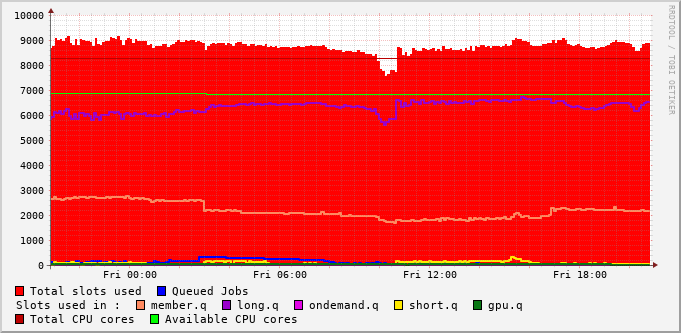 10000
9000
8000
7000
6000
5000
4000
3000
2000
1000
0
Fri 00:00 Fri 06:00 Fri 12:00 Fri 18:00
Total slots used Queued Jobs
Slots used in : member.q long.q ondemand.q short.q gpu.q
Total CPU cores Available CPU cores
RRDTOOL / TOBI OETIKER